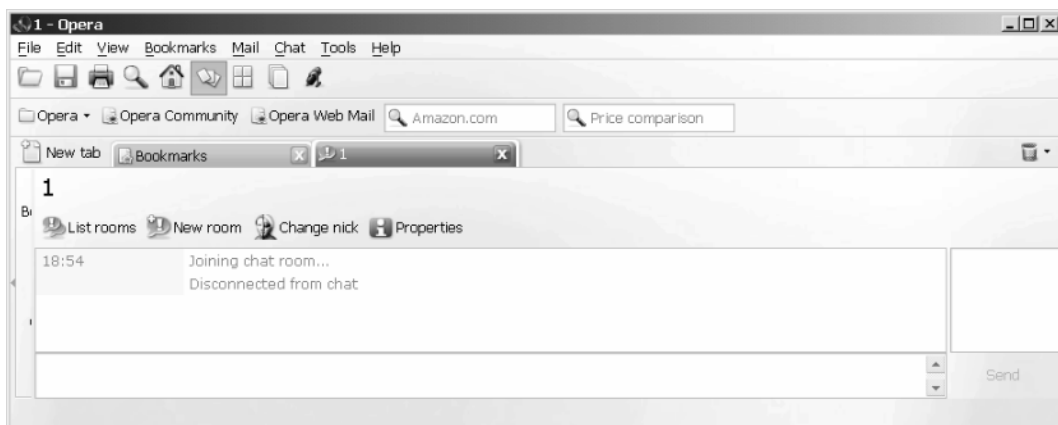 1 - Opera
File Edit View Bookmarks Mail Chat Tools Help
Opera Opera Community Opera Web Mail Amazon.com Price comparison
New tab Bookmarks 1
1
List rooms New room Change nick Properties
18:54 Joining chat room...
Disconnected from chat
Send